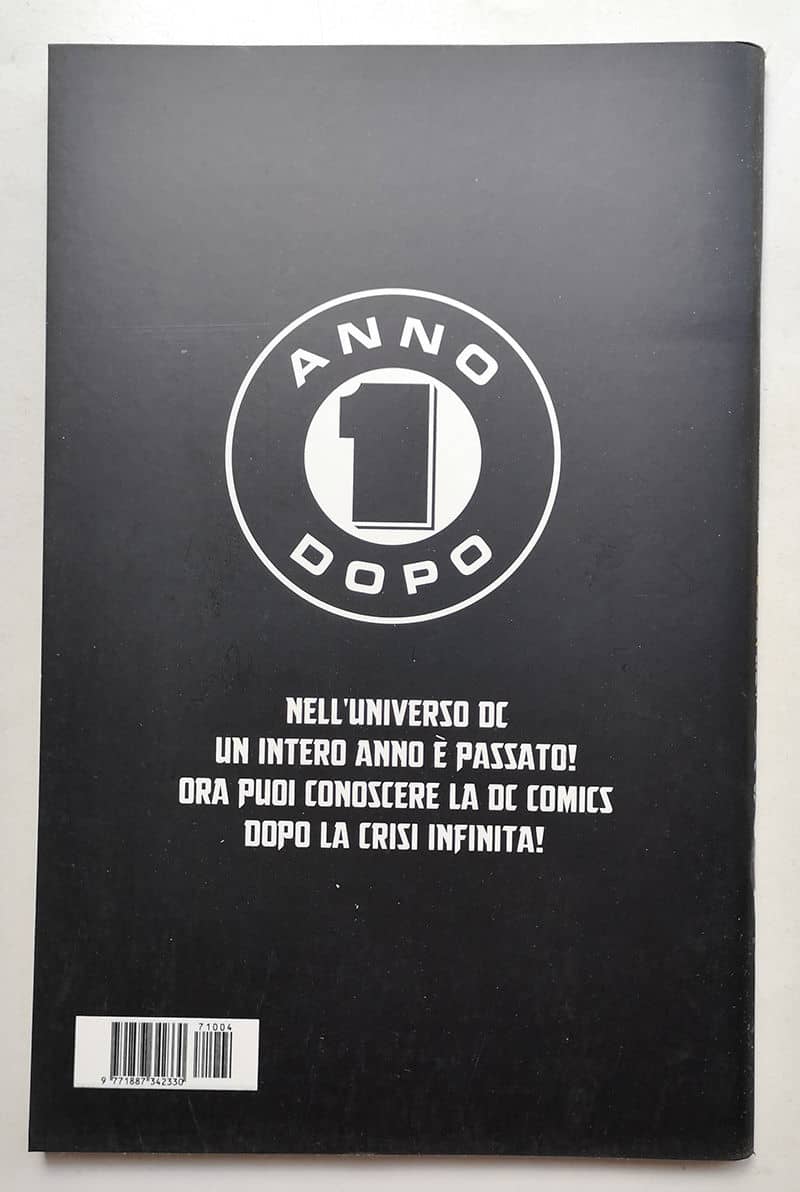 ANNO
1
DOPO
NELL'UNIVERSO DC
UN INTERO ANNO È PASSATO!
ORA PUOI CONOSCERE LA DC COMICS
DOPO LA CRISI INFINITA!
71004
9 771887 342330